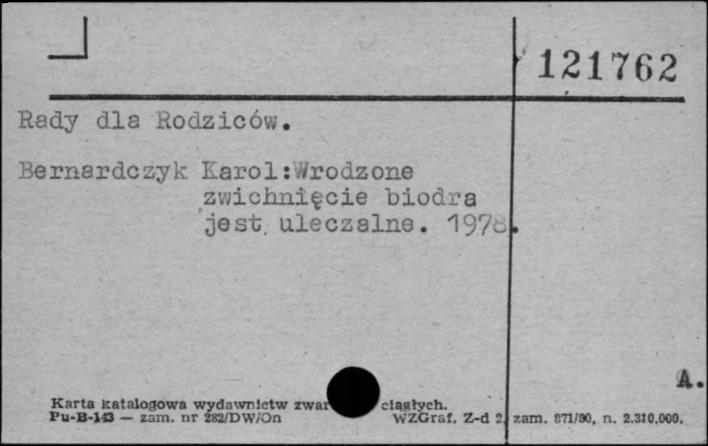 121762
Rady dla Rodziców.
Bernardczyk Karol:Wrodzone
zwichnięcie biodra
jest uleczalne. 1978.
A.
Karta katalogowa wydawnictw zwar ciągłych.
Pu-B-143 — zam. nr 282/DW/On WZGraf. Z-d 2, zam. 871/80, n. 2.310.000.